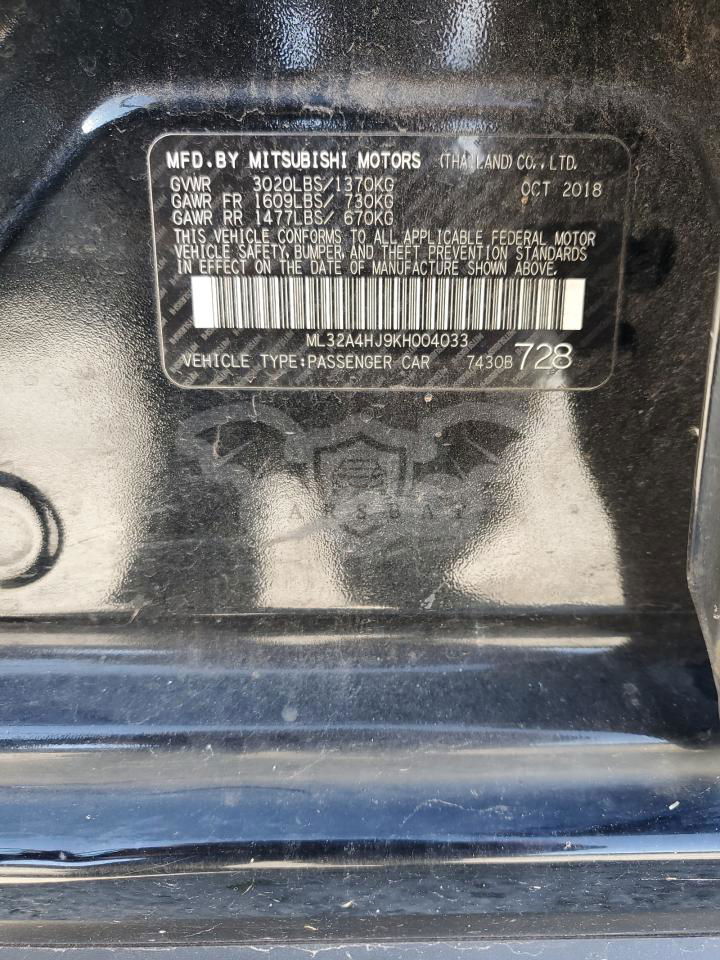 MFD.BY MITSUBISHI MOTORS (THAILAND) CO.,LTD.
GVWR 3020LBS/1370KG OCT 2018
GAWR FR 1609LBS/ 730KG
GAWR RR 1477LBS/ 670KG
THIS VEHICLE CONFORMS TO ALL APPLICABLE FEDERAL MOTOR
VEHICLE SAFETY, BUMPER, AND THEFT PREVENTION STANDARDS
IN EFFECT ON THE DATE OF MANUFACTURE SHOWN ABOVE.
ML32A4HJ9KH004033
VEHICLE TYPE:PASSENGER CAR 7430B 728